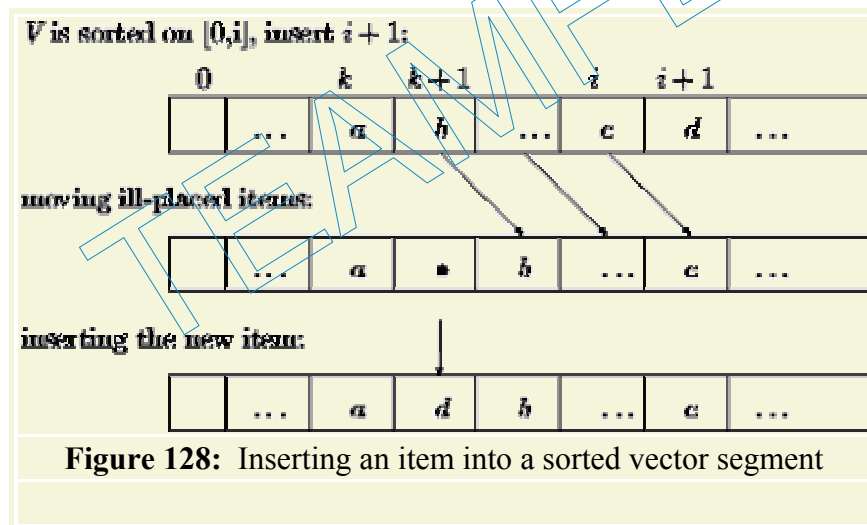 V is sorted on [0,i], insert i + 1:
0 k k + 1 i i + 1
... a b ... c d ...
moving ill-placed items:
... a • b ... c ...
inserting the new item:
... a d b ... c ...
Figure 128: Inserting an item into a sorted vector segment